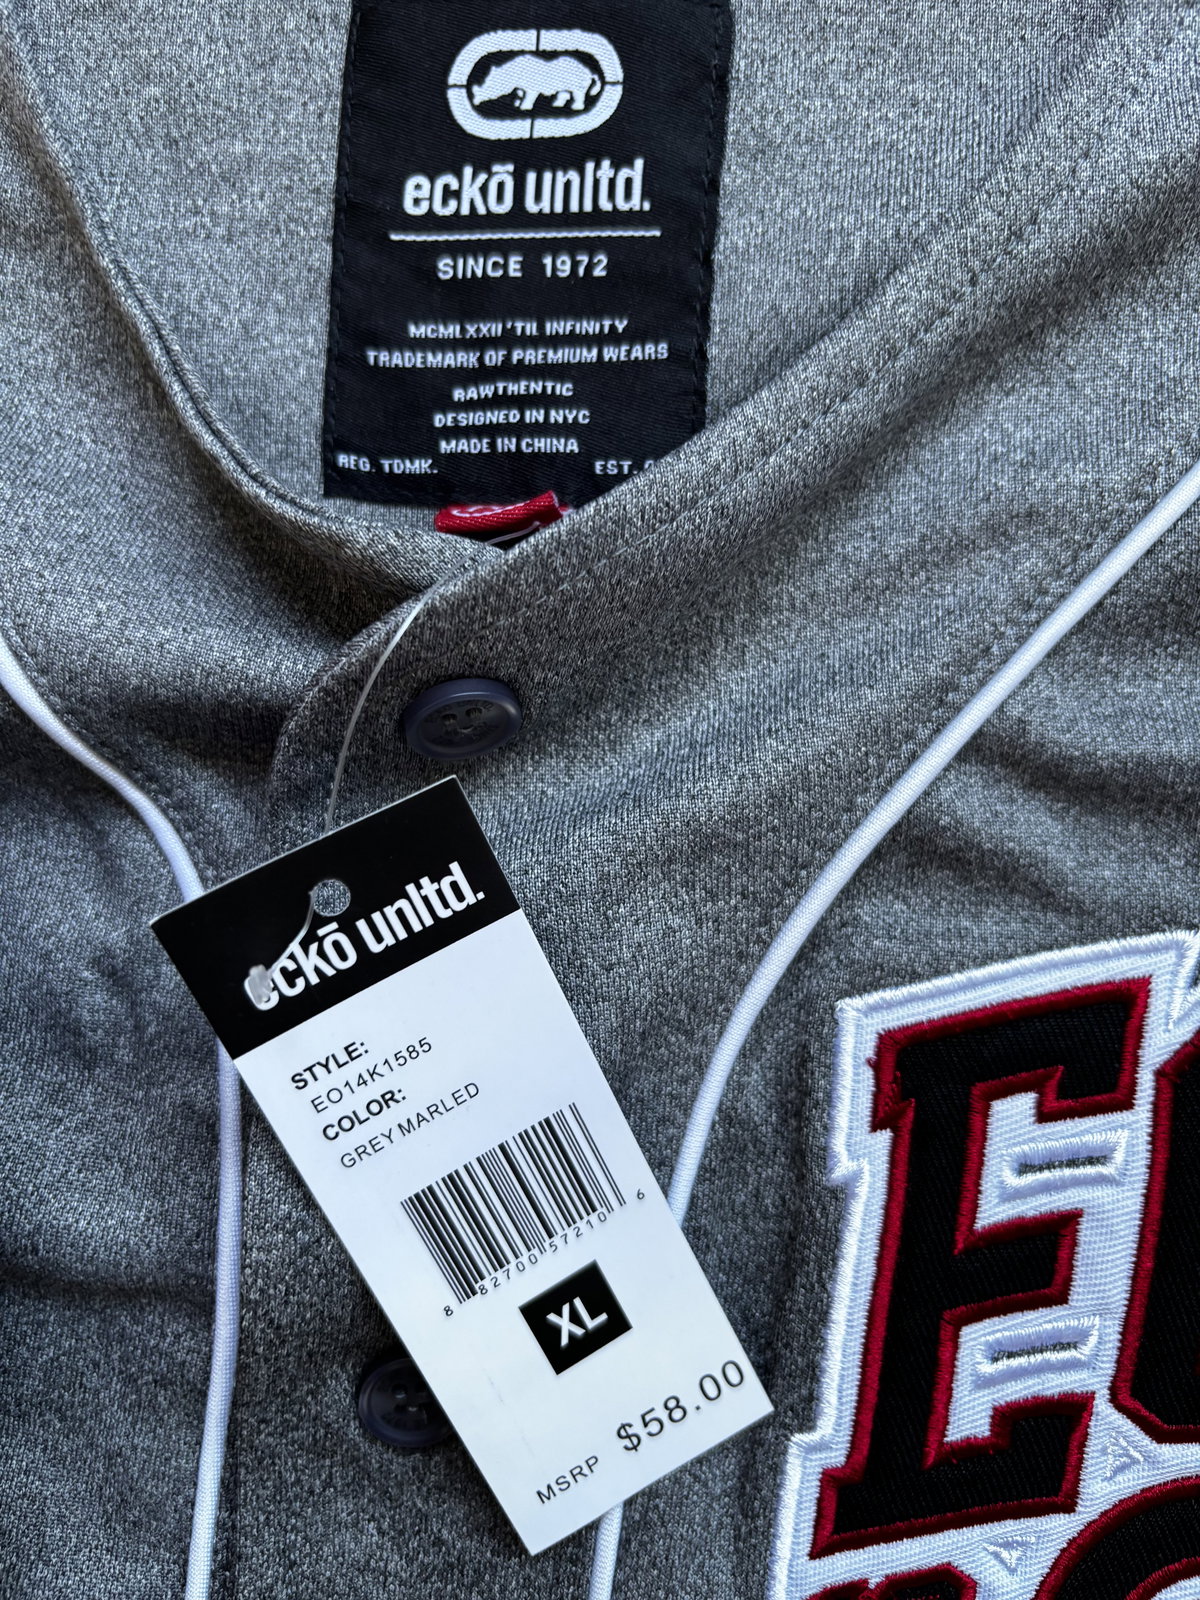 eckō unltd.
SINCE 1972
MCMLXXII 'TIL INFINITY
TRADEMARK OF PREMIUM WEARS
RAWTHENTIC
DESIGNED IN NYC
MADE IN CHINA
REG. TDMK.
EST.
eckō unltd.
STYLE:
EO14K1585
COLOR:
GREY MARLED
8 82700 57210 6
XL
MSRP $58.00
E